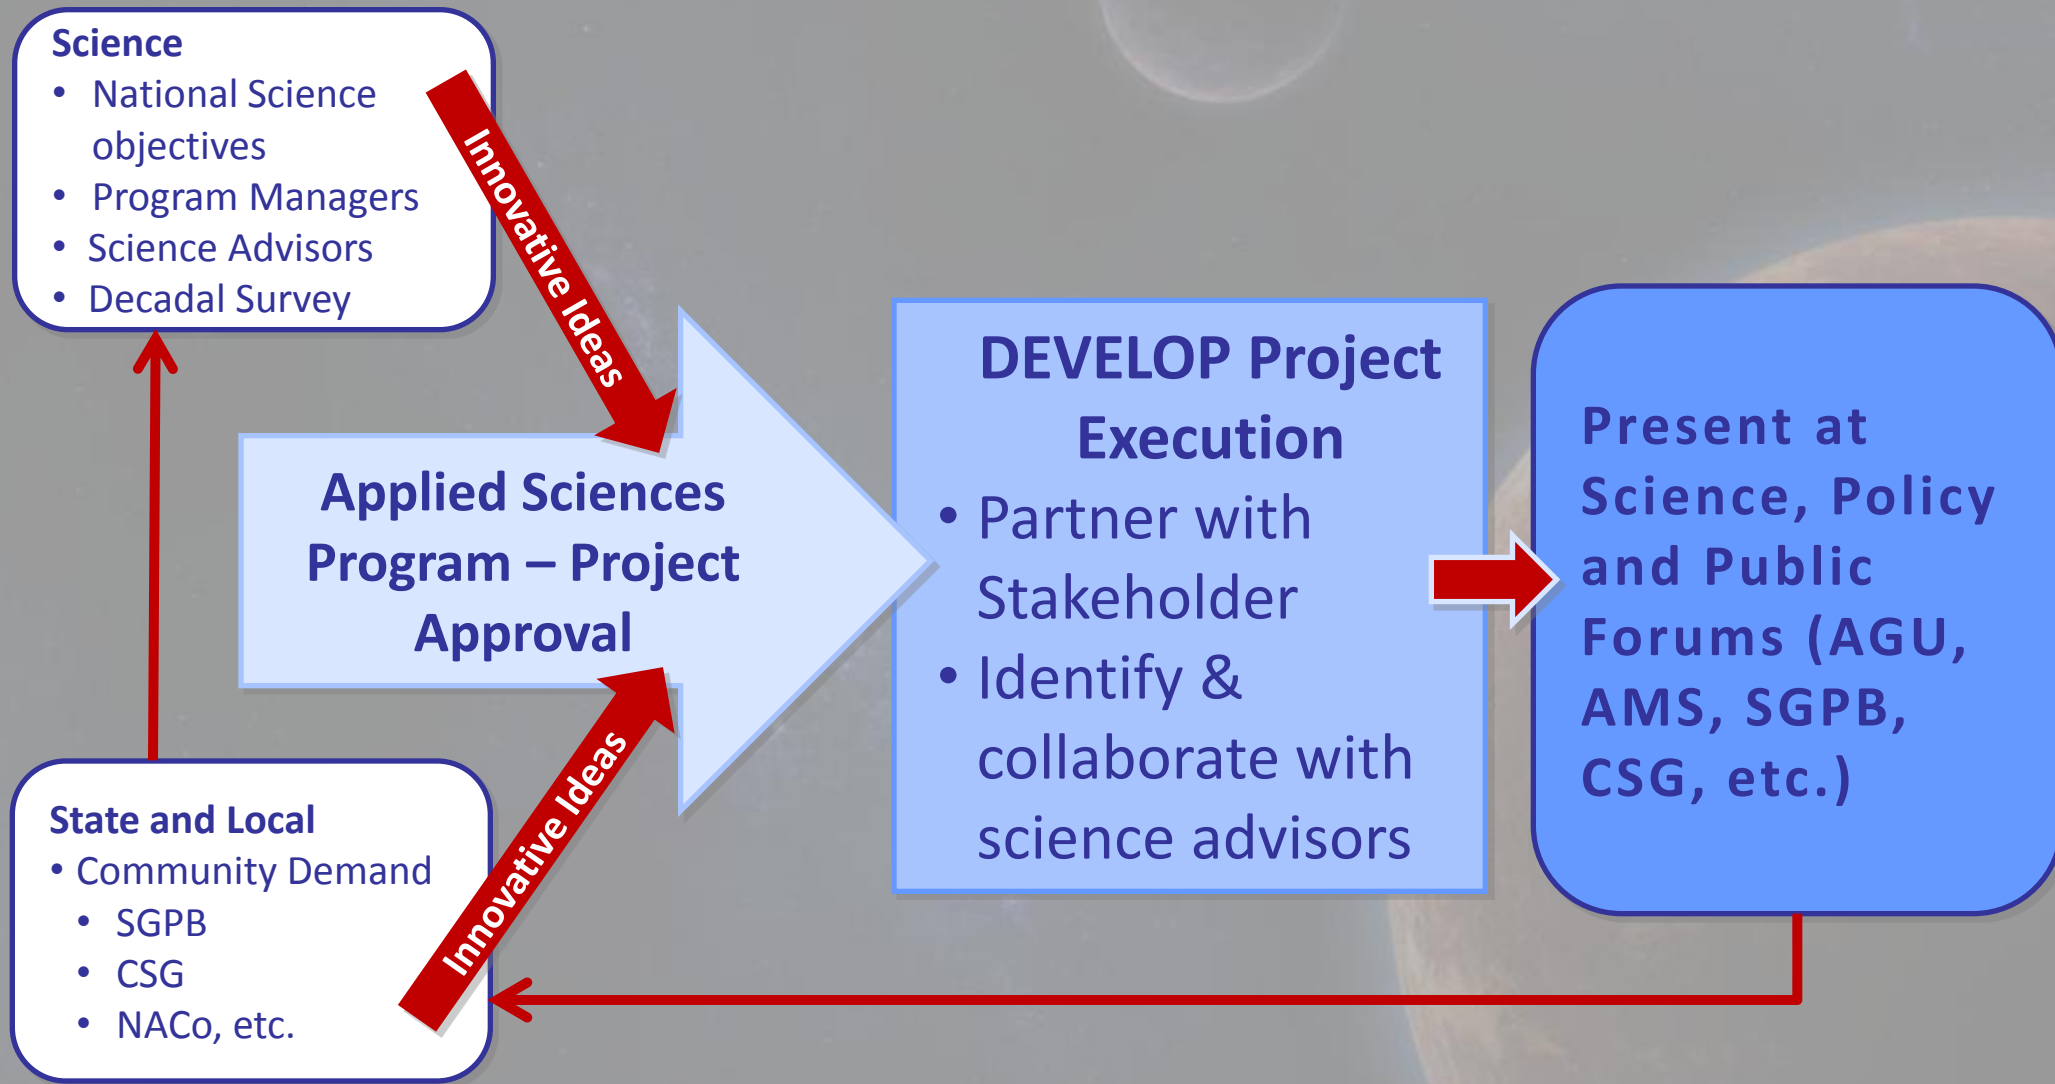 Science
• National Science
objectives
• Program Managers
• Science Advisors
• Decadal Survey
Innovative Ideas
Applied Sciences
Program – Project
Approval
Innovative Ideas
State and Local
• Community Demand
• SGPB
• CSG
• NACo, etc.
DEVELOP Project
Execution
• Partner with
Stakeholder
• Identify &
collaborate with
science advisors
Present at
Science, Policy
and Public
Forums (AGU,
AMS, SGPB,
CSG, etc.)